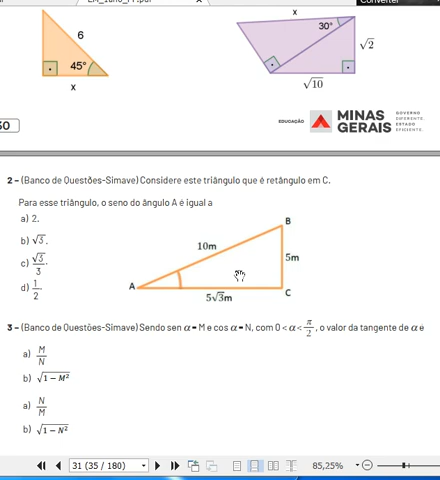 x
30°
6
√2
45°
x
√10
30
EDUCAÇÃO
MINAS GERAIS
GOVERNO
DIFERENTE.
ESTADO
EFICIENTE.
2 – (Banco de Questões-Simave) Considere este triângulo que é retângulo em C.
Para esse triângulo, o seno do ângulo A é igual a
a) 2.
b) √3.
c) √3/3.
d) 1/2.
B
10m
5m
A
5√3m
C
3 – (Banco de Questões-Simave) Sendo sen α = M e cos α = N, com 0 < α < π/2, o valor da tangente de α é
a) M/N
b) √1 − M²
a) N/M
b) √1 − N²
31 (35 / 180)
85,25%